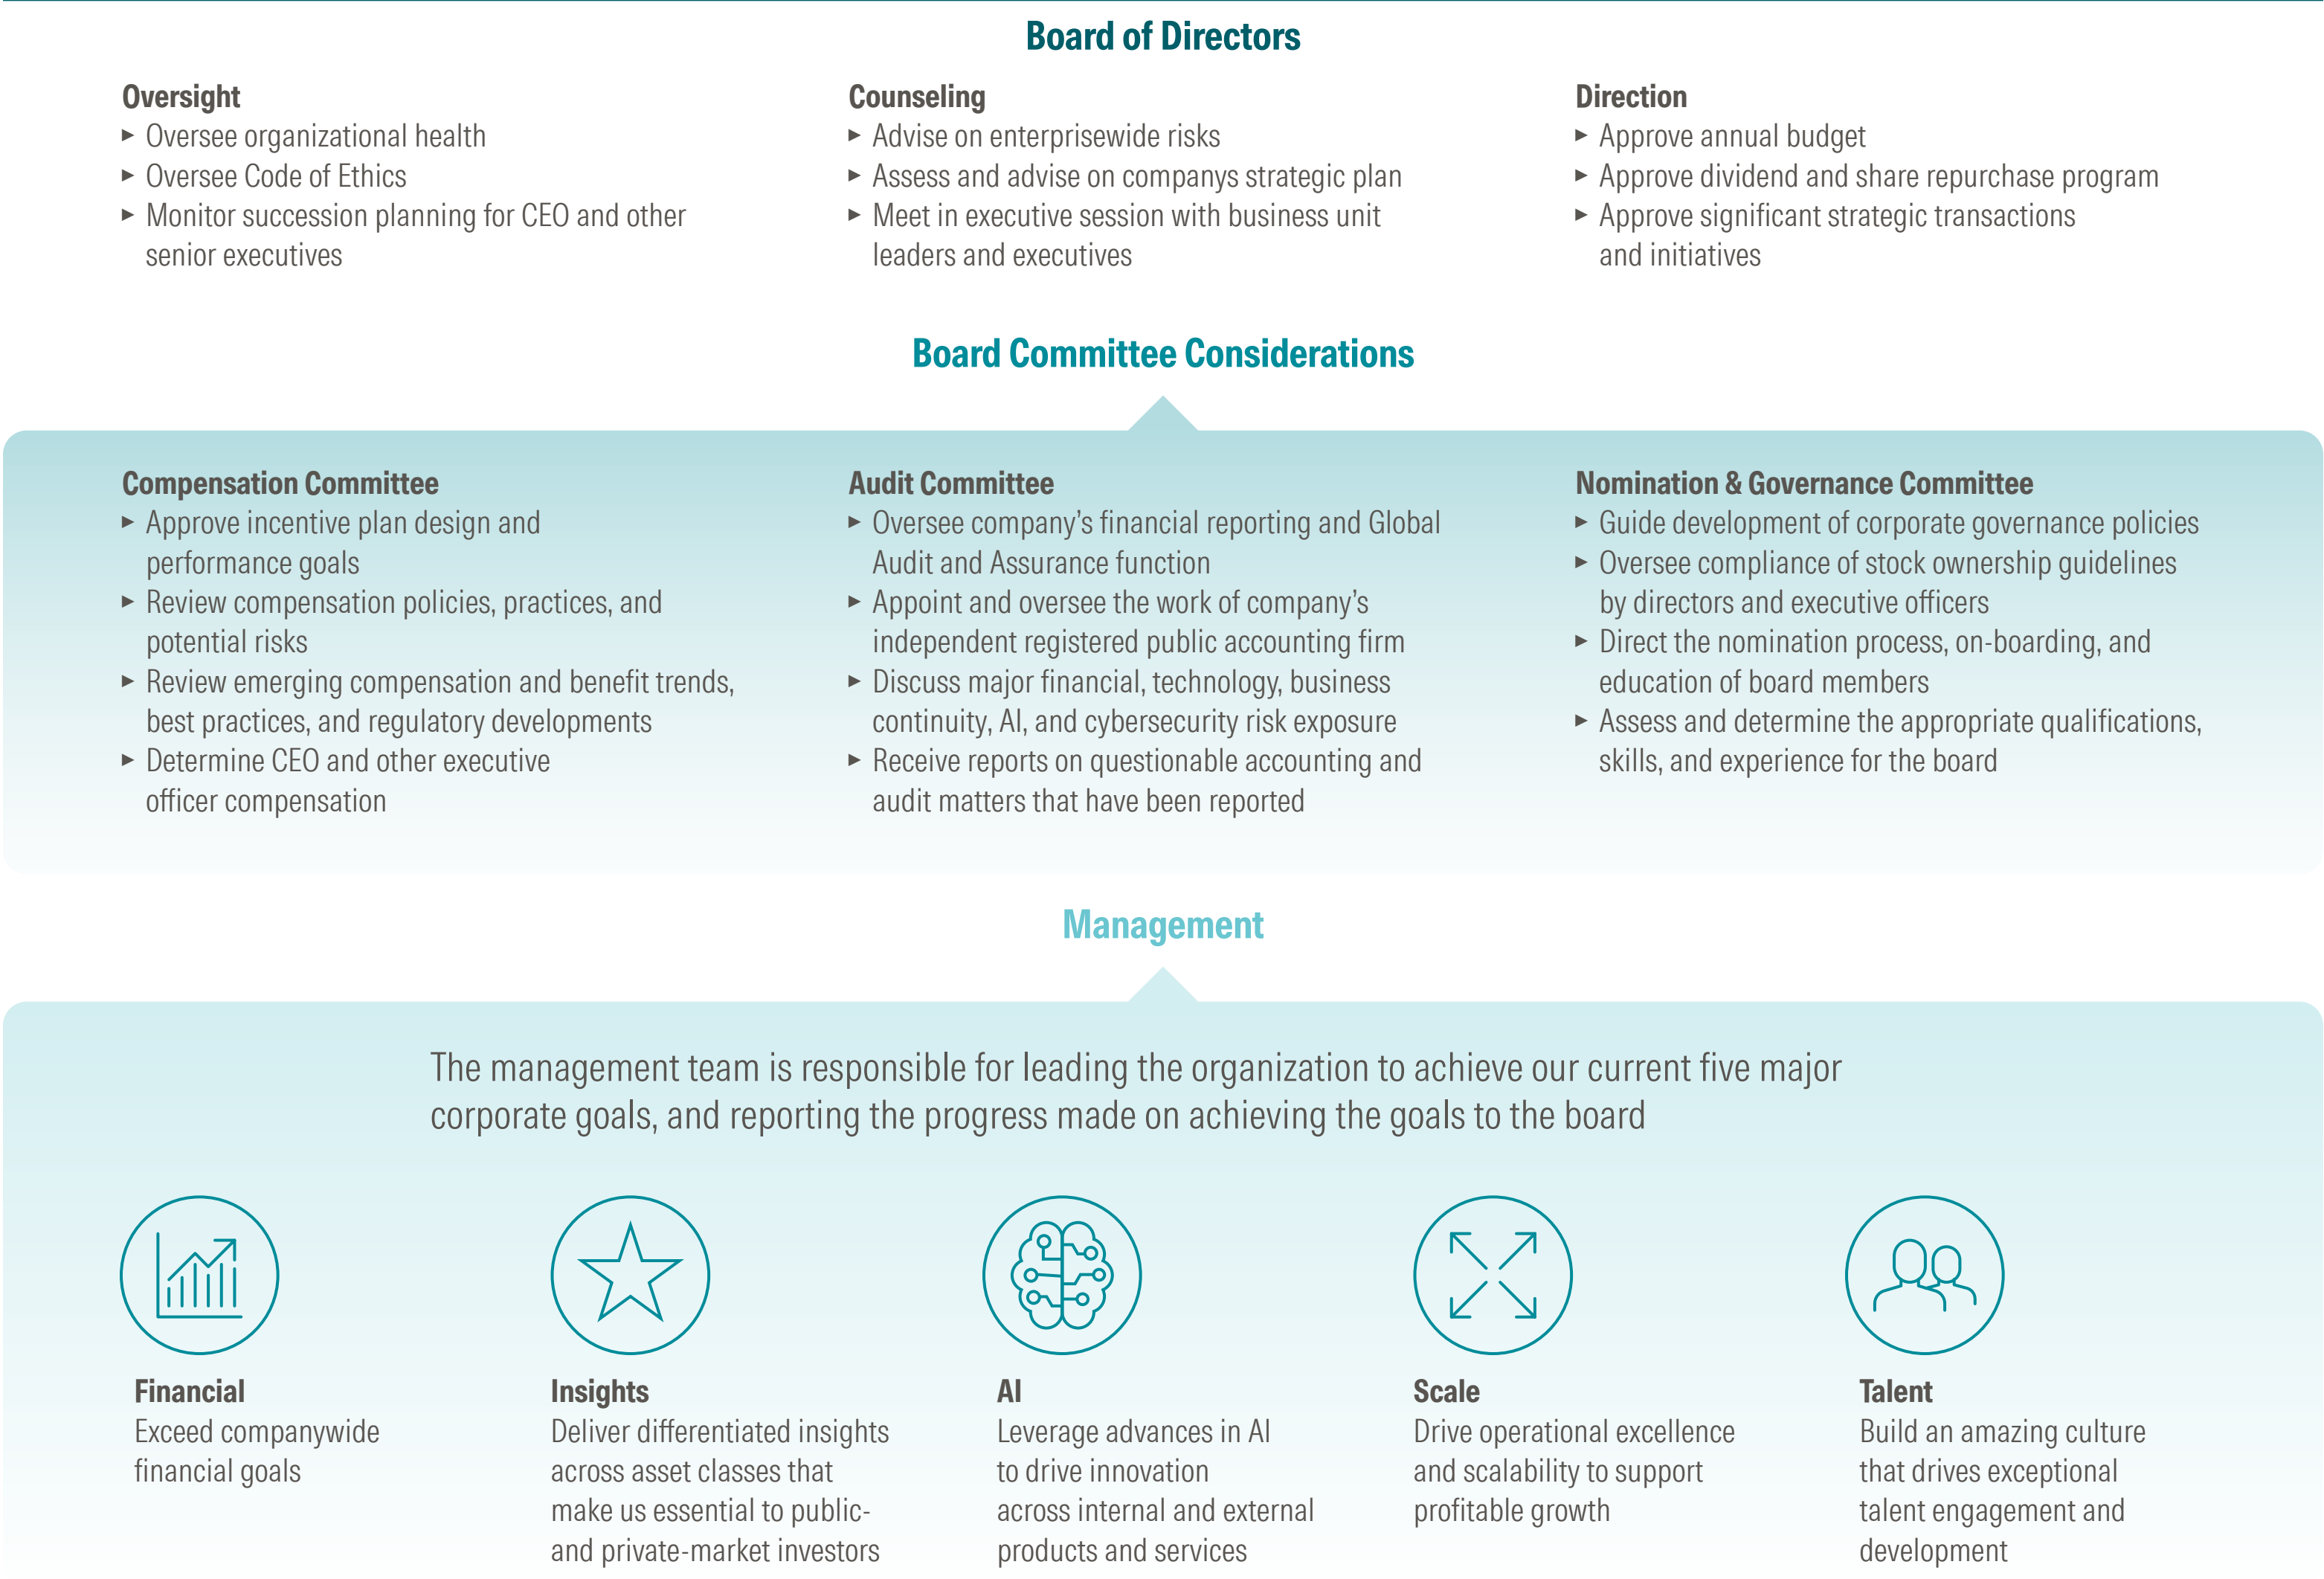 Board of Directors
Oversight
► Oversee organizational health
► Oversee Code of Ethics
► Monitor succession planning for CEO and other
senior executives
Counseling
► Advise on enterprisewide risks
► Assess and advise on companys strategic plan
► Meet in executive session with business unit
leaders and executives
Direction
► Approve annual budget
► Approve dividend and share repurchase program
► Approve significant strategic transactions
and initiatives
Board Committee Considerations
Compensation Committee
► Approve incentive plan design and
performance goals
► Review compensation policies, practices, and
potential risks
► Review emerging compensation and benefit trends,
best practices, and regulatory developments
► Determine CEO and other executive
officer compensation
Audit Committee
► Oversee company’s financial reporting and Global
Audit and Assurance function
► Appoint and oversee the work of company’s
independent registered public accounting firm
► Discuss major financial, technology, business
continuity, AI, and cybersecurity risk exposure
► Receive reports on questionable accounting and
audit matters that have been reported
Nomination & Governance Committee
► Guide development of corporate governance policies
► Oversee compliance of stock ownership guidelines
by directors and executive officers
► Direct the nomination process, on-boarding, and
education of board members
► Assess and determine the appropriate qualifications,
skills, and experience for the board
Management
The management team is responsible for leading the organization to achieve our current five major
corporate goals, and reporting the progress made on achieving the goals to the board
Financial
Exceed companywide
financial goals
Insights
Deliver differentiated insights
across asset classes that
make us essential to public-
and private-market investors
AI
Leverage advances in AI
to drive innovation
across internal and external
products and services
Scale
Drive operational excellence
and scalability to support
profitable growth
Talent
Build an amazing culture
that drives exceptional
talent engagement and
development